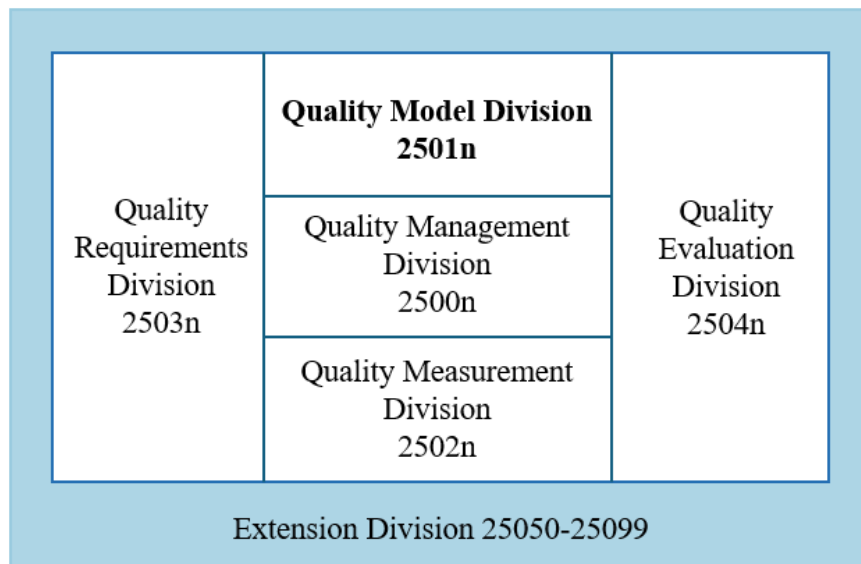 Quality
Requirements
Division
2503n
Quality Model Division
2501n
Quality Management
Division
2500n
Quality Measurement
Division
2502n
Quality
Evaluation
Division
2504n
Extension Division 25050-25099